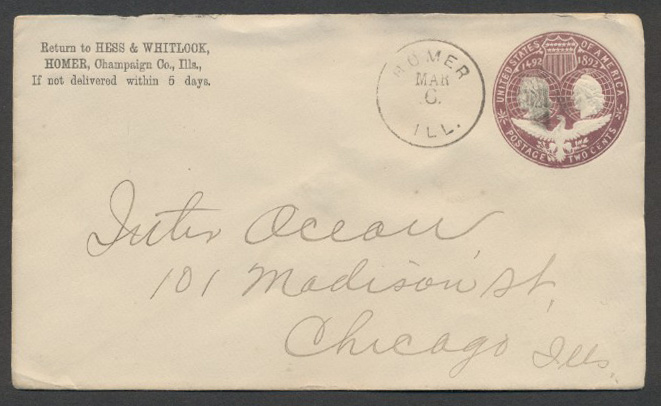 Return to HESS & WHITLOCK,
HOMER, Champaign Co., Ills.,
If not delivered within 5 days.
HOMER
MAR
6.
ILL.
UNITED STATES OF AMERICA
1492 1892
POSTAGE TWO CENTS
Inter Ocean,
101 Madison st,
Chicago Ills.